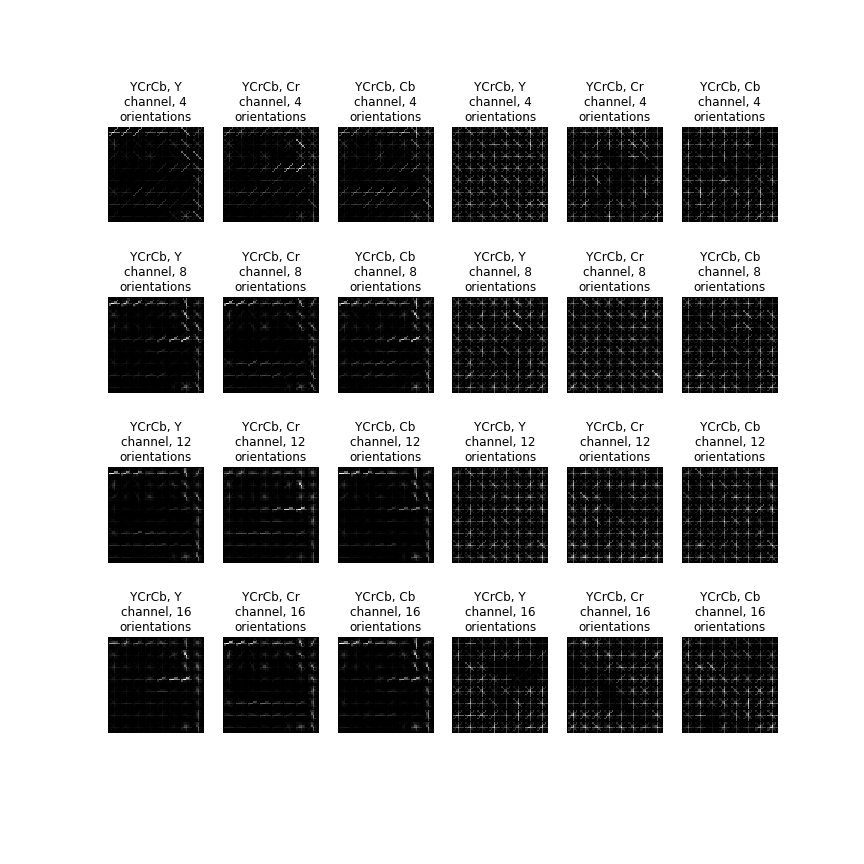 YCrCb, Y
channel, 4
orientations
YCrCb, Cr
channel, 4
orientations
YCrCb, Cb
channel, 4
orientations
YCrCb, Y
channel, 4
orientations
YCrCb, Cr
channel, 4
orientations
YCrCb, Cb
channel, 4
orientations
YCrCb, Y
channel, 8
orientations
YCrCb, Cr
channel, 8
orientations
YCrCb, Cb
channel, 8
orientations
YCrCb, Y
channel, 8
orientations
YCrCb, Cr
channel, 8
orientations
YCrCb, Cb
channel, 8
orientations
YCrCb, Y
channel, 12
orientations
YCrCb, Cr
channel, 12
orientations
YCrCb, Cb
channel, 12
orientations
YCrCb, Y
channel, 12
orientations
YCrCb, Cr
channel, 12
orientations
YCrCb, Cb
channel, 12
orientations
YCrCb, Y
channel, 16
orientations
YCrCb, Cr
channel, 16
orientations
YCrCb, Cb
channel, 16
orientations
YCrCb, Y
channel, 16
orientations
YCrCb, Cr
channel, 16
orientations
YCrCb, Cb
channel, 16
orientations